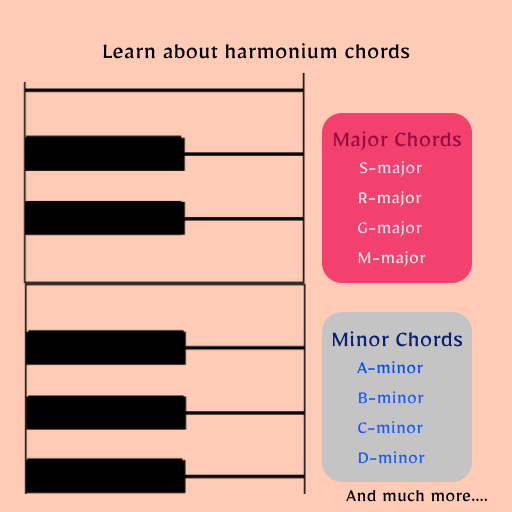 Learn about harmonium chords
Major Chords
S-major
R-major
G-major
M-major
Minor Chords
A-minor
B-minor
C-minor
D-minor
And much more....